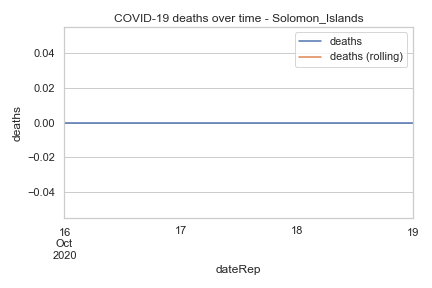 COVID-19 deaths over time - Solomon_Islands
deaths
deaths (rolling)
0.04
0.02
0.00
−0.02
−0.04
deaths
16
17
18
19
Oct
2020
dateRep